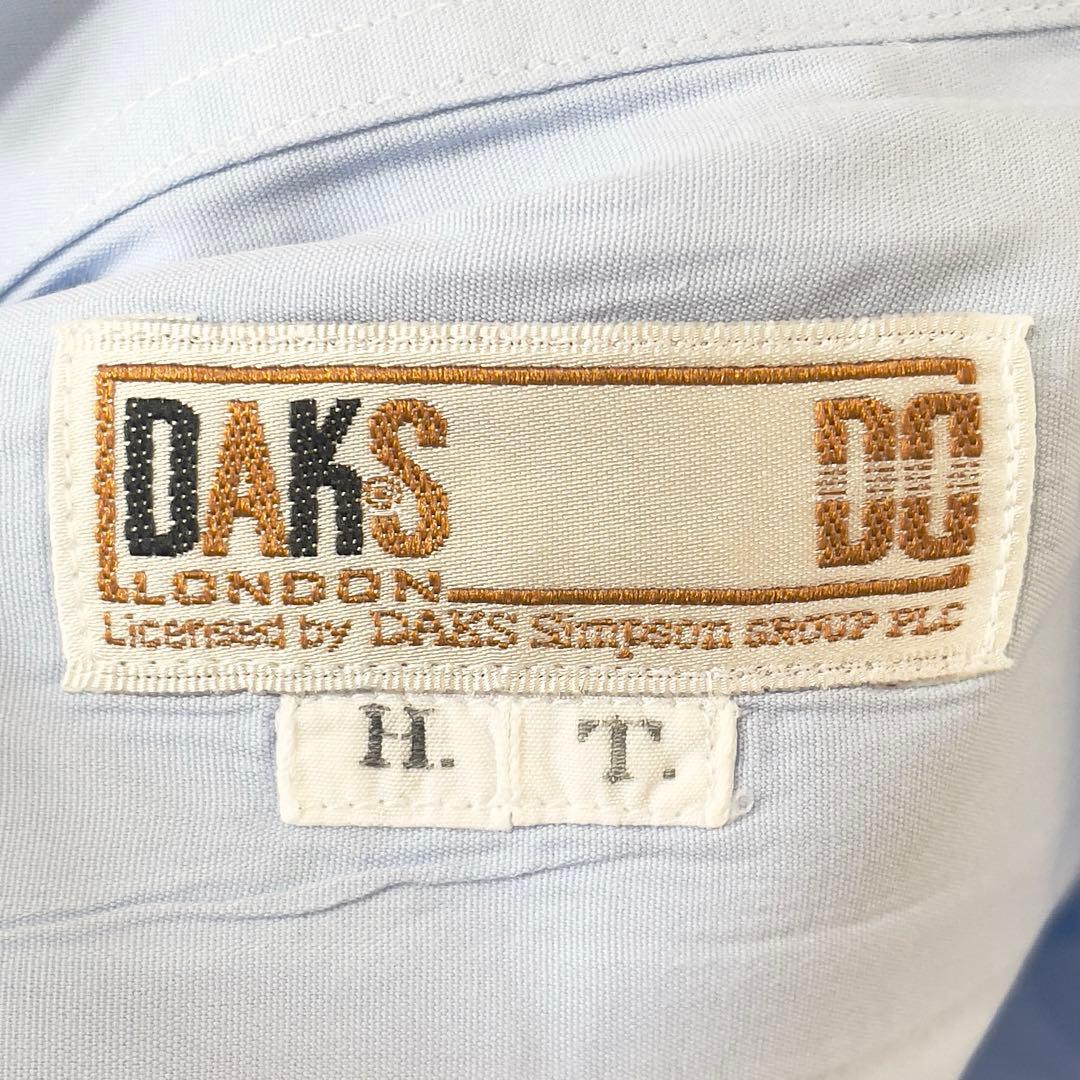 DAKS DC
LONDON
Licensed by DAKS Simpson GROUP PLC
H. T.